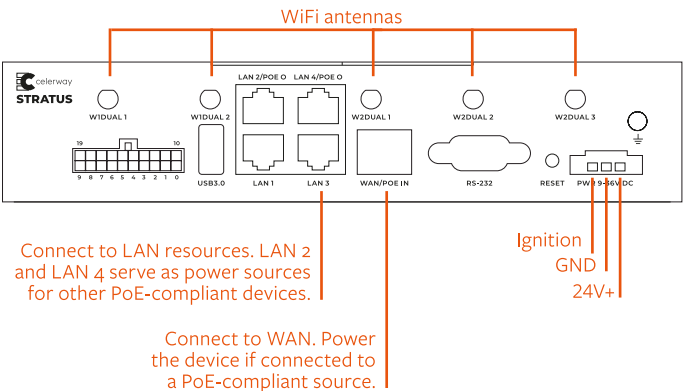 WiFi antennas
celerway
STRATUS
LAN 2/POE O LAN 4/POE O
W1DUAL 1
W1DUAL 2
W2DUAL 1
W2DUAL 2
W2DUAL 3
19 10
9 8 7 6 5 4 3 2 1 0
USB3.0
LAN 1
LAN 3
WAN/POE IN
RS-232
RESET
PWR 9-36V DC
Connect to LAN resources. LAN 2
and LAN 4 serve as power sources
for other PoE-compliant devices.
Ignition
GND
24V+
Connect to WAN. Power
the device if connected to
a PoE-compliant source.